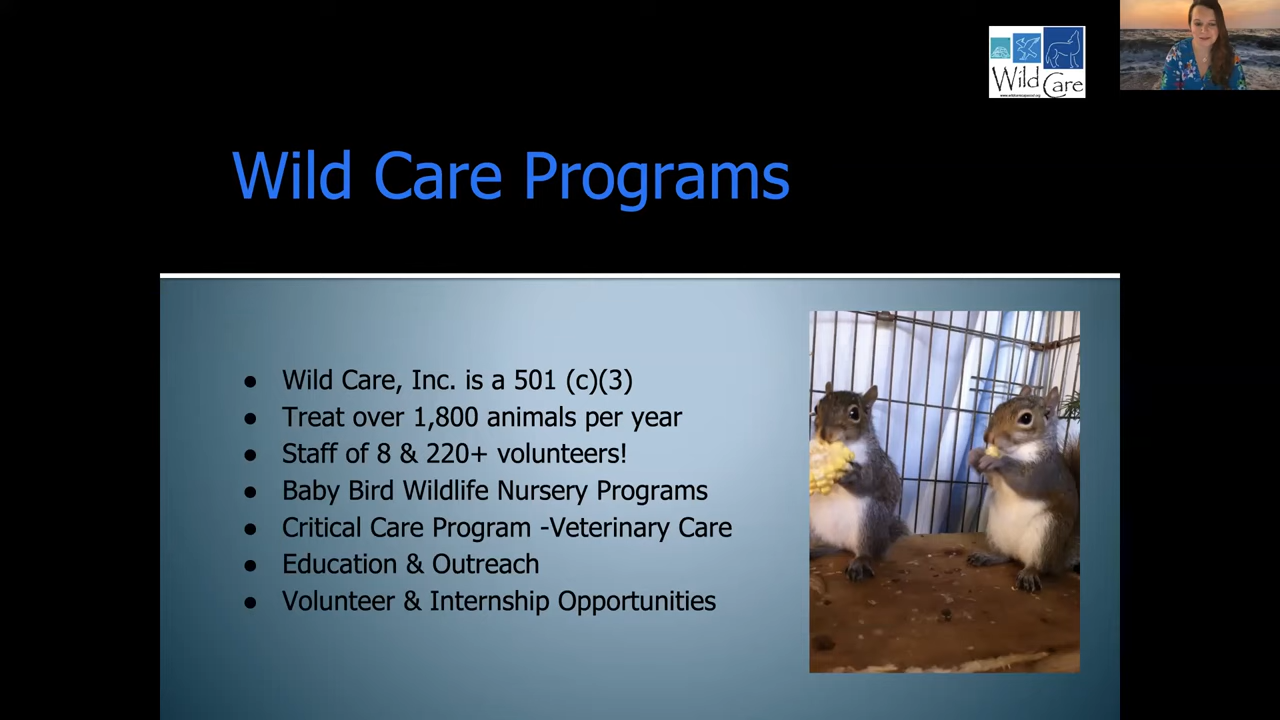 Wild Care
Wild Care Programs
● Wild Care, Inc. is a 501 (c)(3)
● Treat over 1,800 animals per year
● Staff of 8 & 220+ volunteers!
● Baby Bird Wildlife Nursery Programs
● Critical Care Program -Veterinary Care
● Education & Outreach
● Volunteer & Internship Opportunities